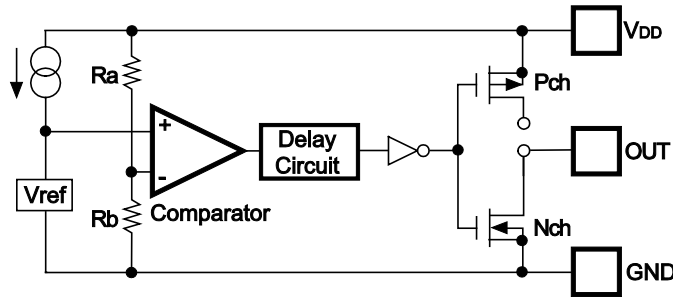 VDD
Ra
Pch
+
Delay
Circuit
OUT
-
Vref
Rb
Comparator
Nch
GND